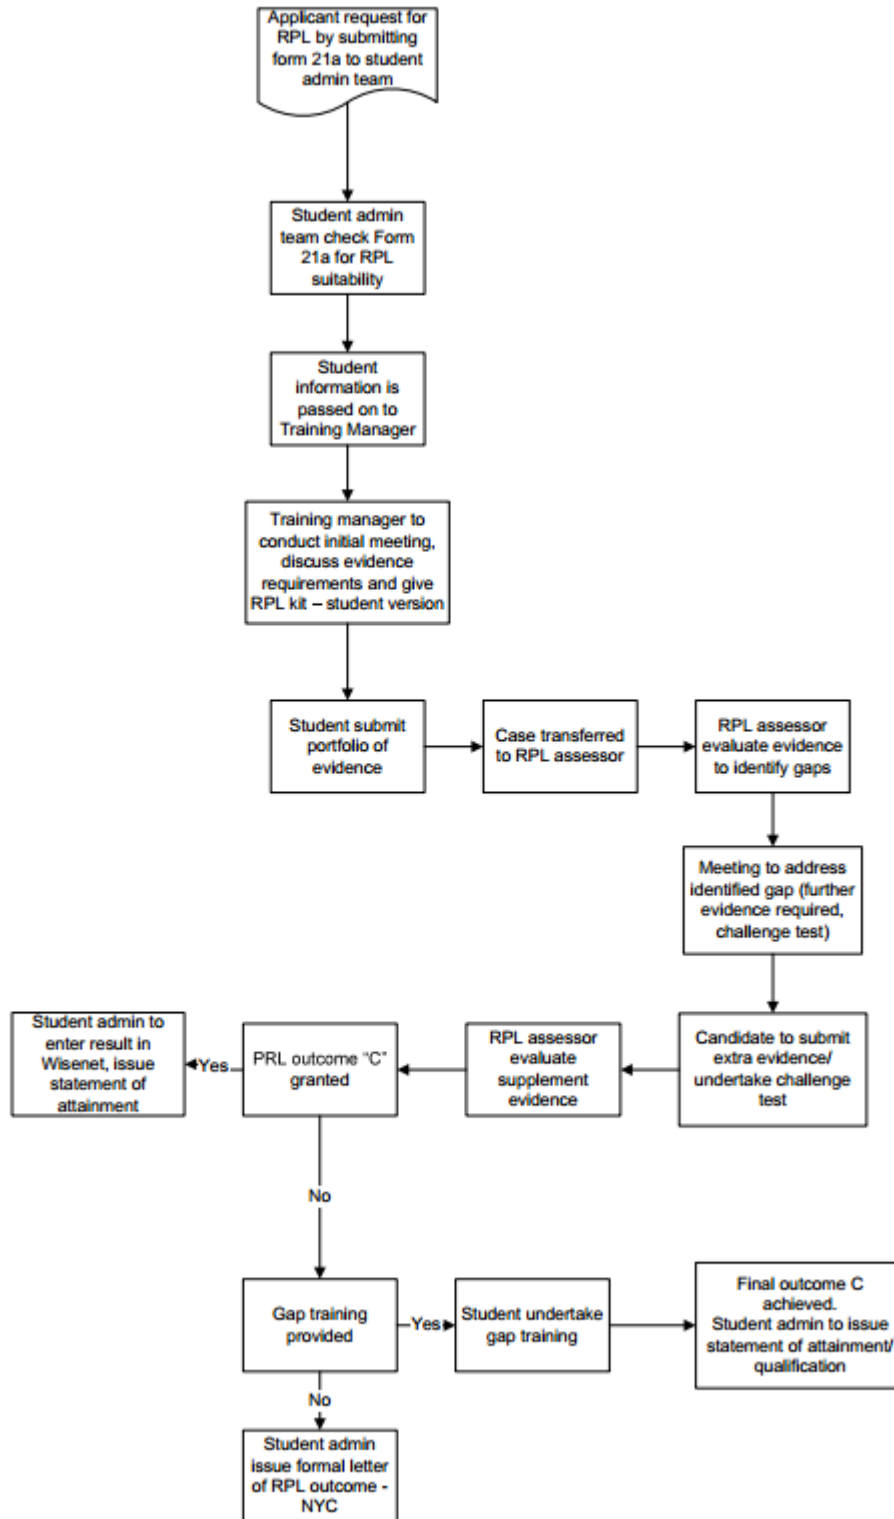 Applicant request for
RPL by submitting
form 21a to student
admin team
Student admin
team check Form
21a for RPL
suitability
Student
information is
passed on to
Training Manager
Training manager to
conduct initial meeting,
discuss evidence
requirements and give
RPL kit – student version
Student submit
portfolio of
evidence
Case transferred
to RPL assessor
RPL assessor
evaluate evidence
to identify gaps
Meeting to address
identified gap (further
evidence required,
challenge test)
Candidate to submit
extra evidence/
undertake challenge
test
RPL assessor
evaluate
supplement
evidence
PRL outcome “C”
granted
Yes
Student admin to
enter result in
Wisenet, issue
statement of
attainment
No
Gap training
provided
Yes
Student undertake
gap training
Final outcome C
achieved.
Student admin to issue
statement of attainment/
qualification
No
Student admin
issue formal letter
of RPL outcome -
NYC